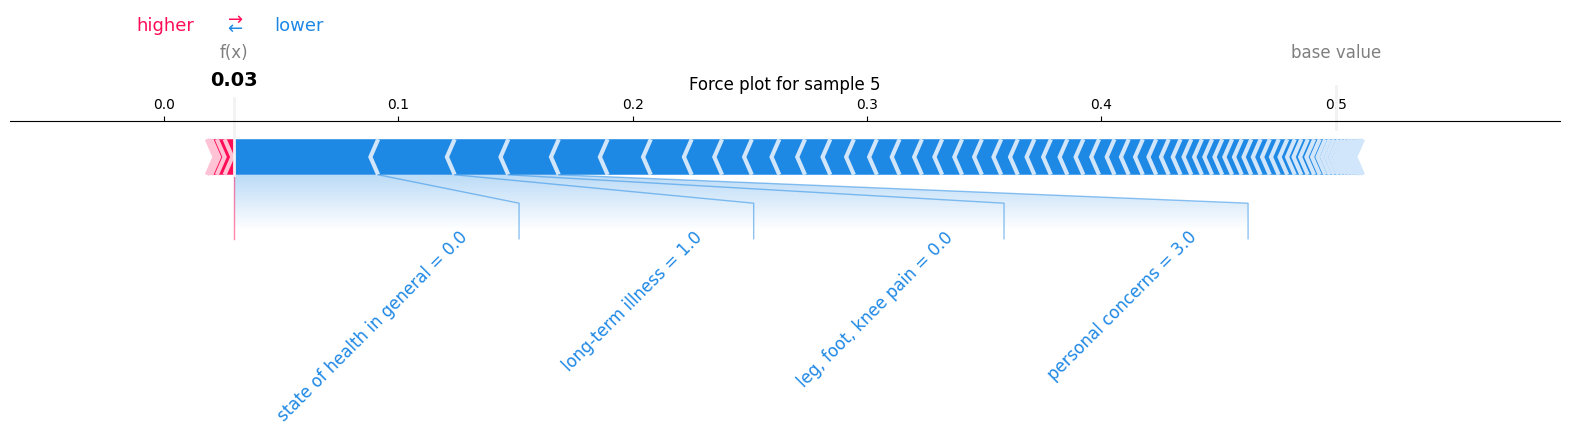 higher ⇄ lower
f(x)
base value
0.03
Force plot for sample 5
0.0 0.1 0.2 0.3 0.4 0 5
state of health in general = 0.0
long-term illness = 1.0
leg, foot, knee pain = 0.0
personal concerns = 3.0